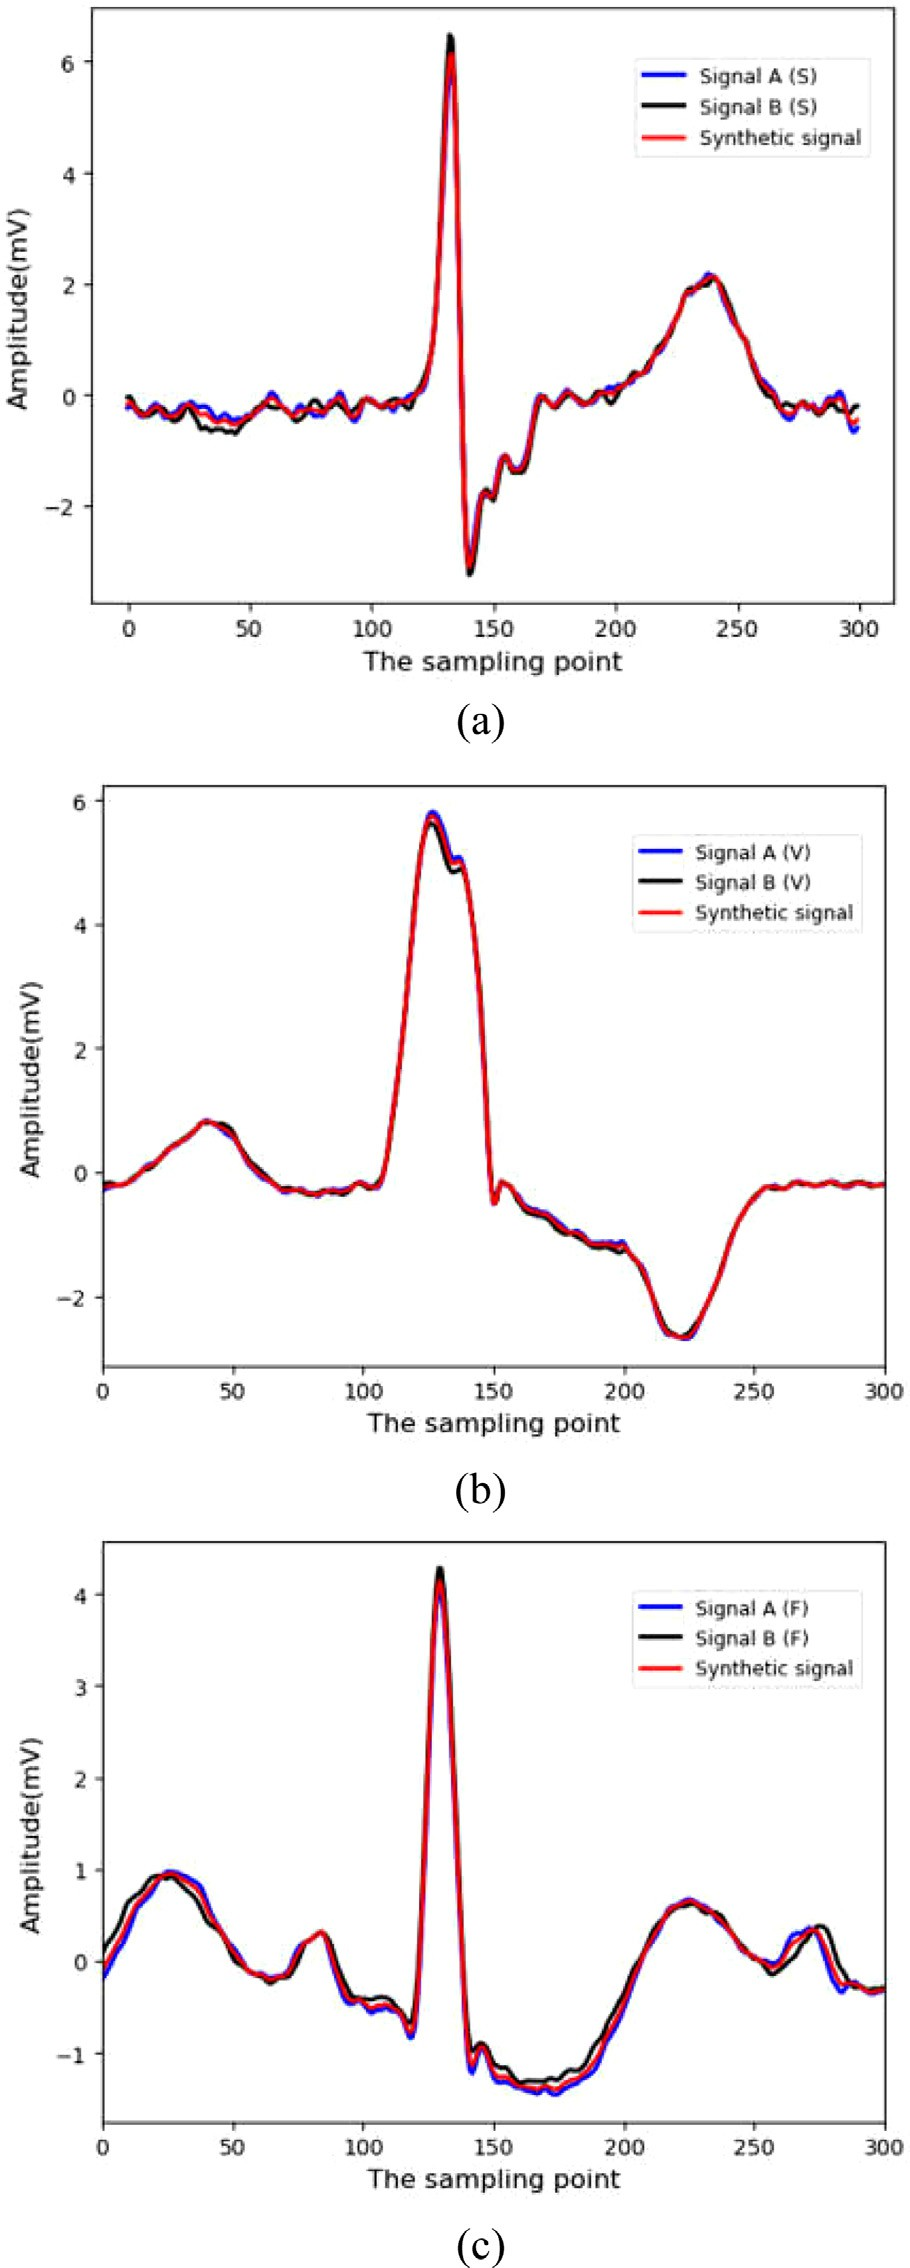 Signal A (S)
Signal B (S)
Synthetic signal
Amplitude(mV)
6
4
2
0
−2
0 50 100 150 200 250 300
The sampling point
(a)
Signal A (V)
Signal B (V)
Synthetic signal
Amplitude(mV)
6
4
2
0
−2
0 50 100 150 200 250 300
The sampling point
(b)
Signal A (F)
Signal B (F)
Synthetic signal
Amplitude(mV)
4
3
2
1
0
−1
0 50 100 150 200 250 300
The sampling point
(c)